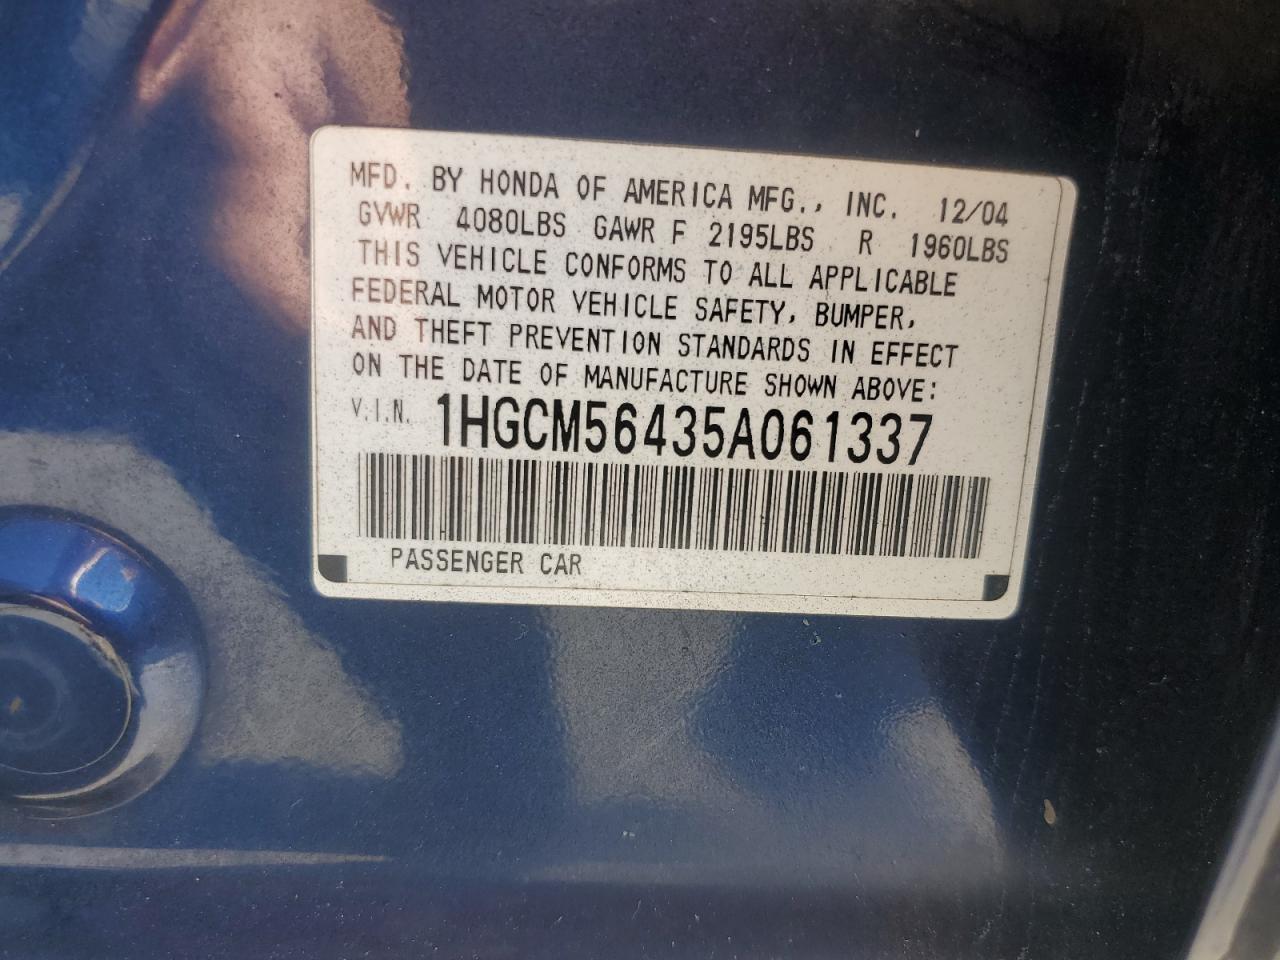 MFD. BY HONDA OF AMERICA MFG., INC. 12/04
GVWR 4080LBS GAWR F 2195LBS R 1960LBS
THIS VEHICLE CONFORMS TO ALL APPLICABLE
FEDERAL MOTOR VEHICLE SAFETY, BUMPER,
AND THEFT PREVENTION STANDARDS IN EFFECT
ON THE DATE OF MANUFACTURE SHOWN ABOVE:
V.I.N. 1HGCM56435A061337
PASSENGER CAR